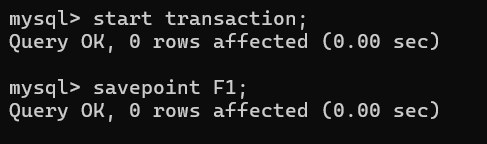 mysql> start transaction;
Query OK, 0 rows affected (0.00 sec)
mysql> savepoint F1;
Query OK, 0 rows affected (0.00 sec)